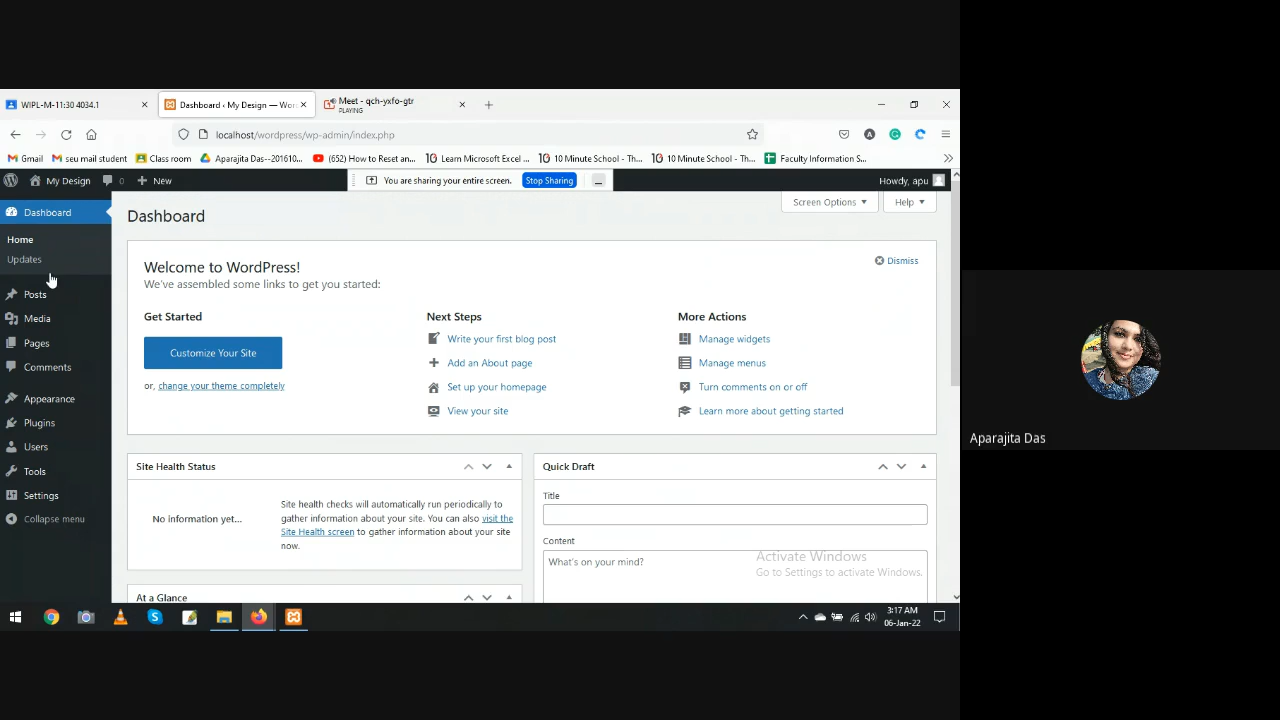 WIPL-M-11:30 4034.1
Dashboard ‹ My Design — Wor
Meet - qch-yxfo-gtr
PLAYING
localhost/wordpress/wp-admin/index.php
Gmail
seu mail student
Class room
Aparajita Das--201610...
(652) How to Reset an...
Learn Microsoft Excel ...
10 Minute School - Th...
10 Minute School - Th...
Faculty Information S...
My Design
0
New
You are sharing your entire screen.
Stop Sharing
Howdy, apu
Dashboard
Home
Updates
Posts
Media
Pages
Comments
Appearance
Plugins
Users
Tools
Settings
Collapse menu
Dashboard
Screen Options
Help
Welcome to WordPress!
We've assembled some links to get you started:
Dismiss
Get Started
Customize Your Site
or, change your theme completely
Next Steps
Write your first blog post
Add an About page
Set up your homepage
View your site
More Actions
Manage widgets
Manage menus
Turn comments on or off
Learn more about getting started
Site Health Status
No information yet...
Site health checks will automatically run periodically to
gather information about your site. You can also visit the
Site Health screen to gather information about your site
now.
At a Glance
Quick Draft
Title
Content
What's on your mind?
Activate Windows
Go to Settings to activate Windows.
3:17 AM
06-Jan-22
Aparajita Das